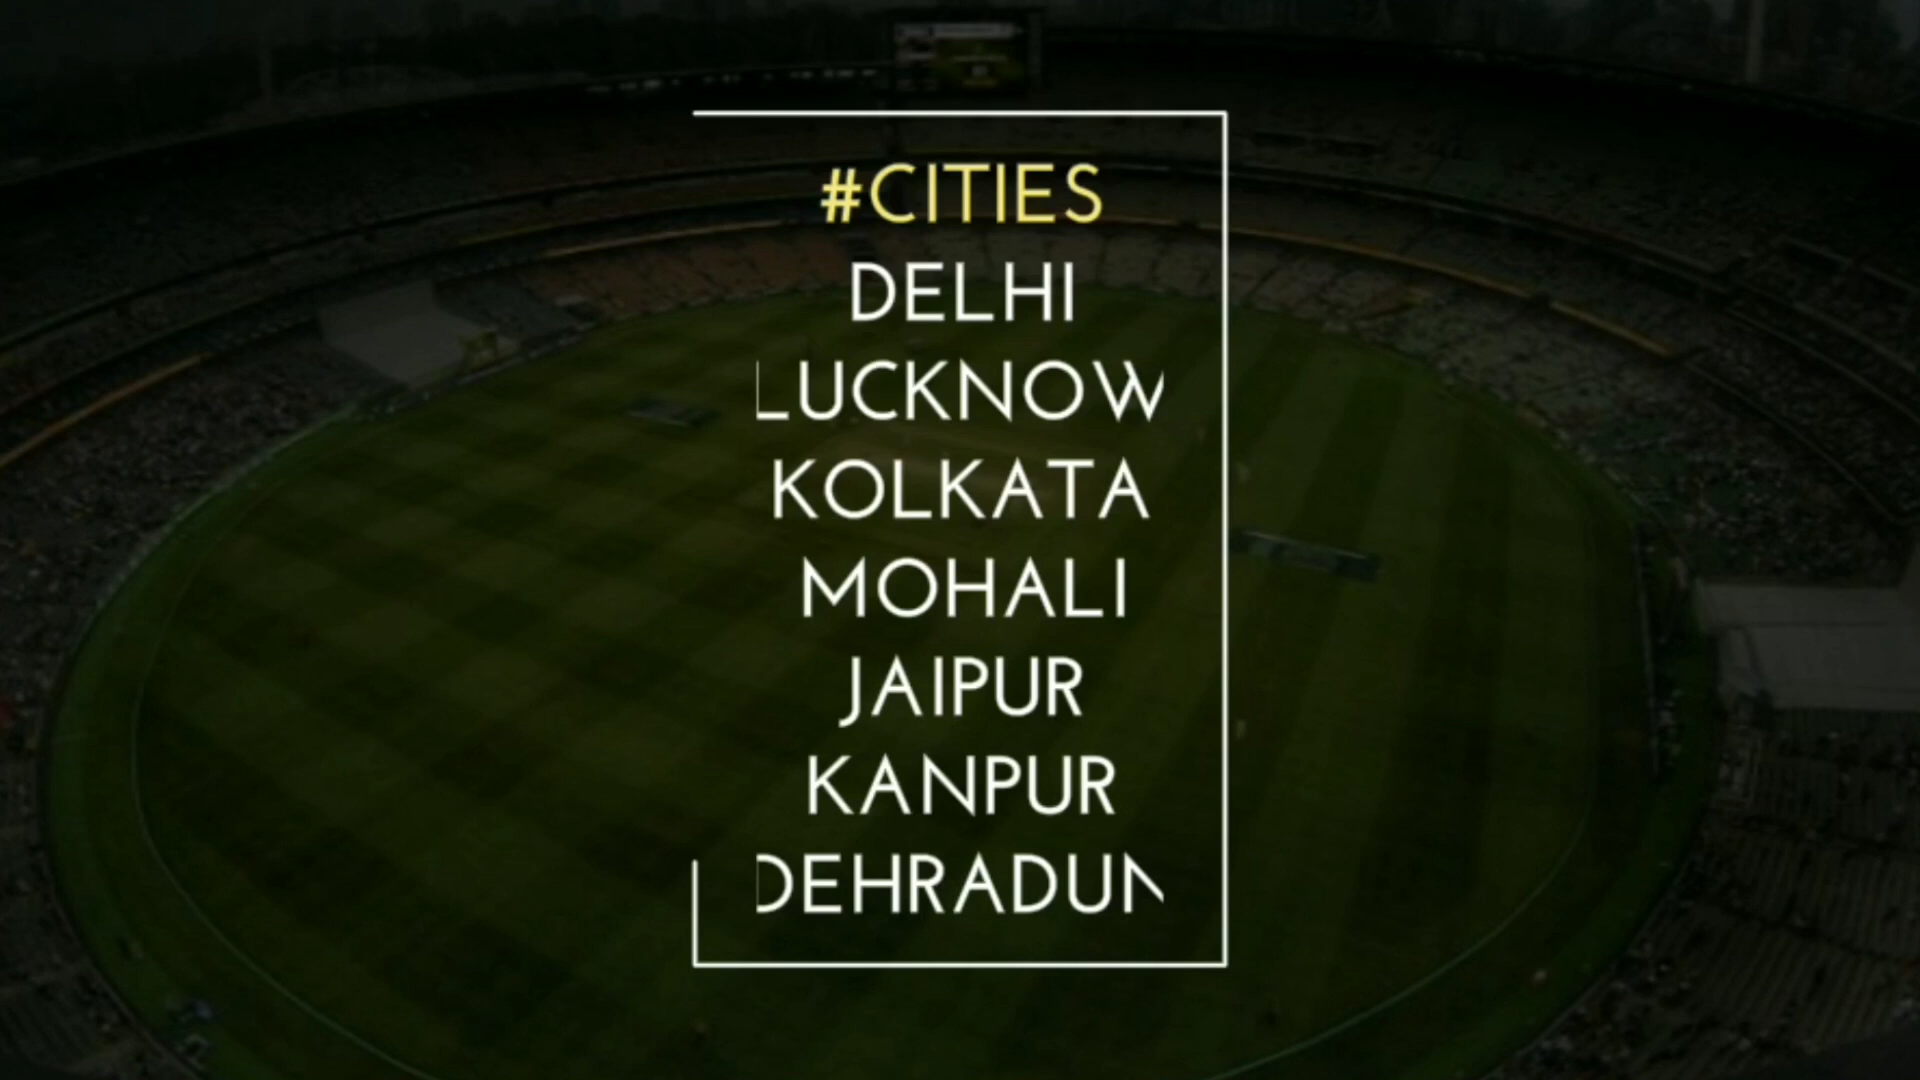 #CITIES
DELHI
LUCKNOW
KOLKATA
MOHALI
JAIPUR
KANPUR
DEHRADUN